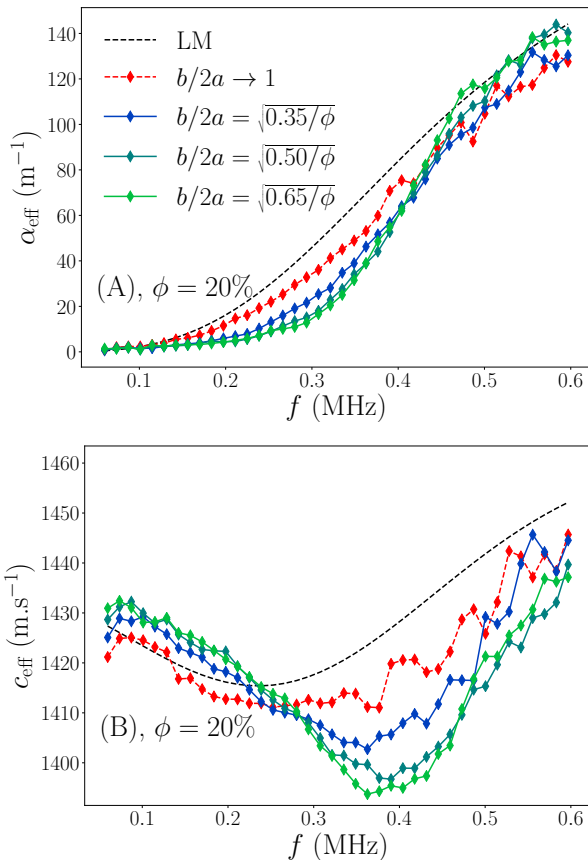 140
120
100
80
60
40
20
0
α_eff (m⁻¹)
LM
b/2a → 1
b/2a = √0.35/ϕ
b/2a = √0.50/ϕ
b/2a = √0.65/ϕ
(A), ϕ = 20%
0.1 0.2 0.3 0.4 0.5 0.6
f (MHz)
1460
1450
1440
1430
1420
1410
1400
c_eff (m.s⁻¹)
(B), ϕ = 20%
0.1 0.2 0.3 0.4 0.5 0.6
f (MHz)